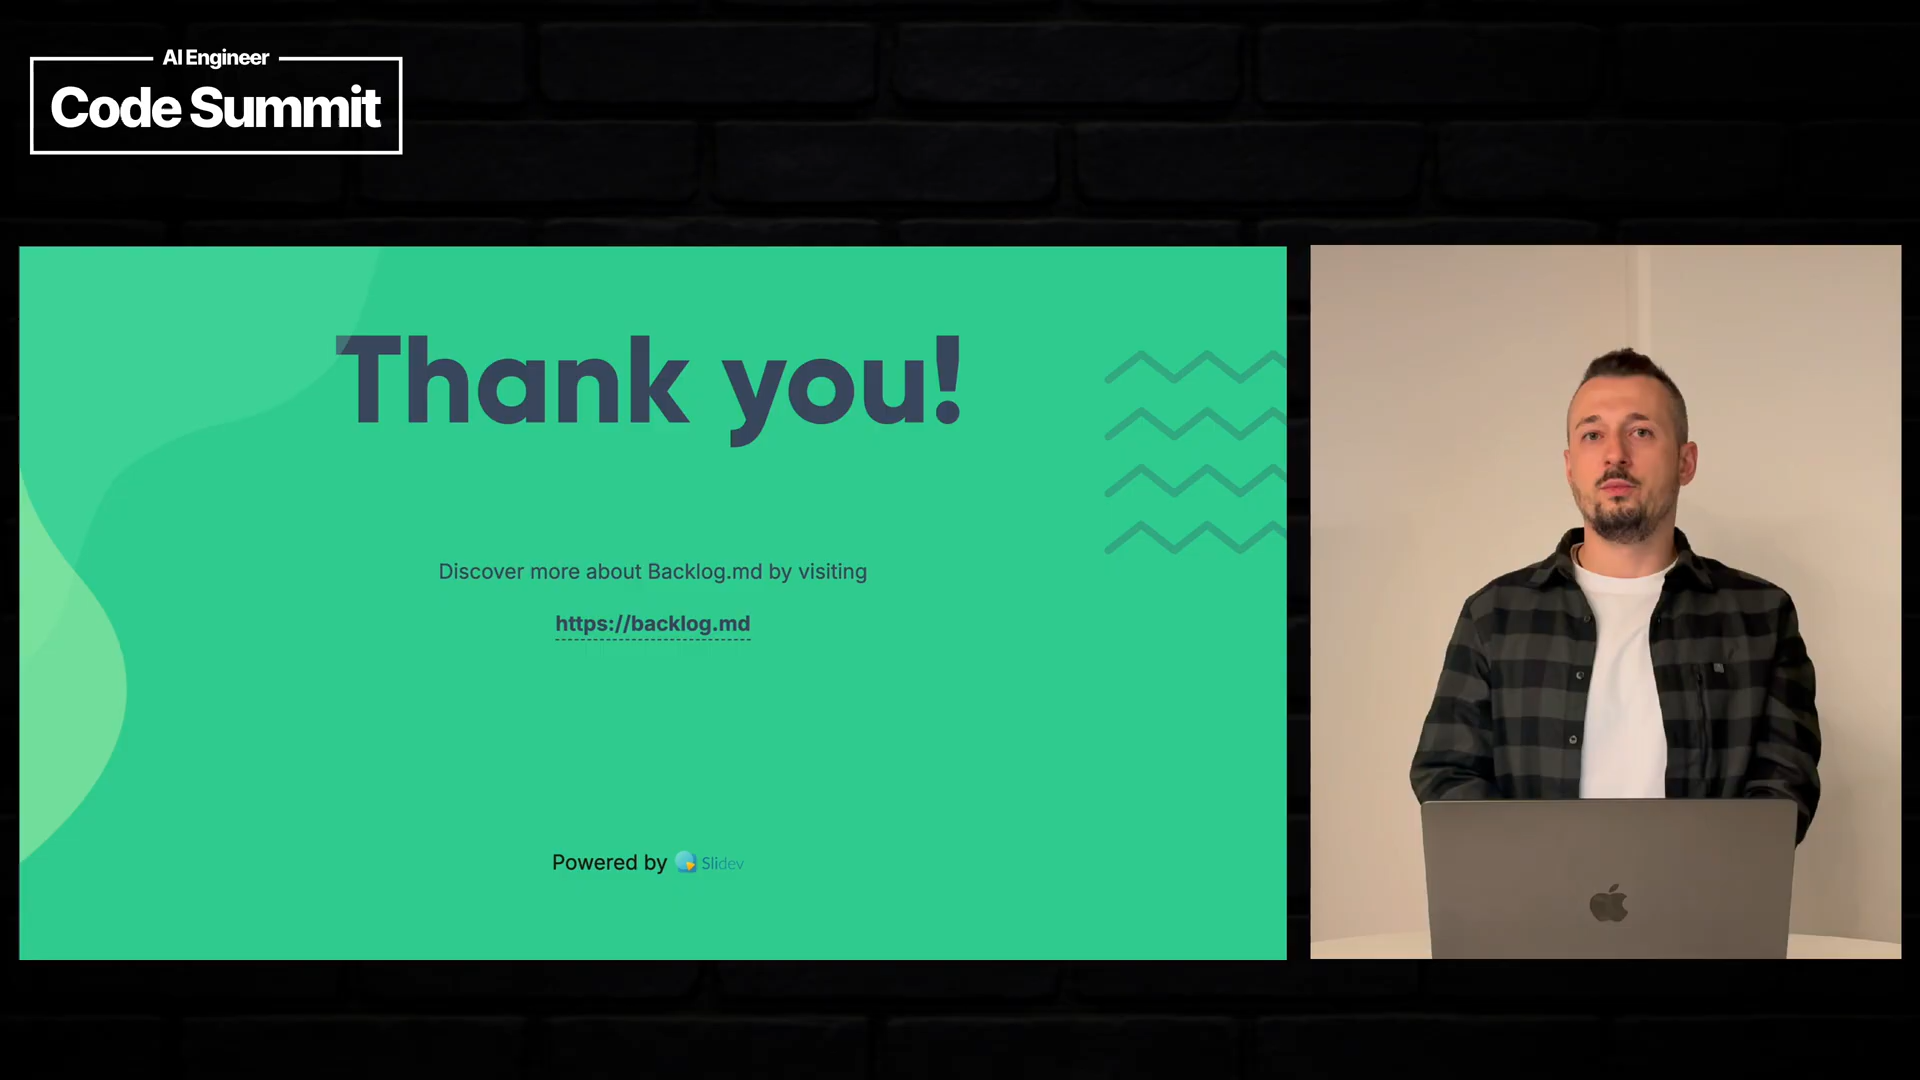 AI Engineer
Code Summit
Thank you!
Discover more about Backlog.md by visiting
https://backlog.md
Powered by Slidev